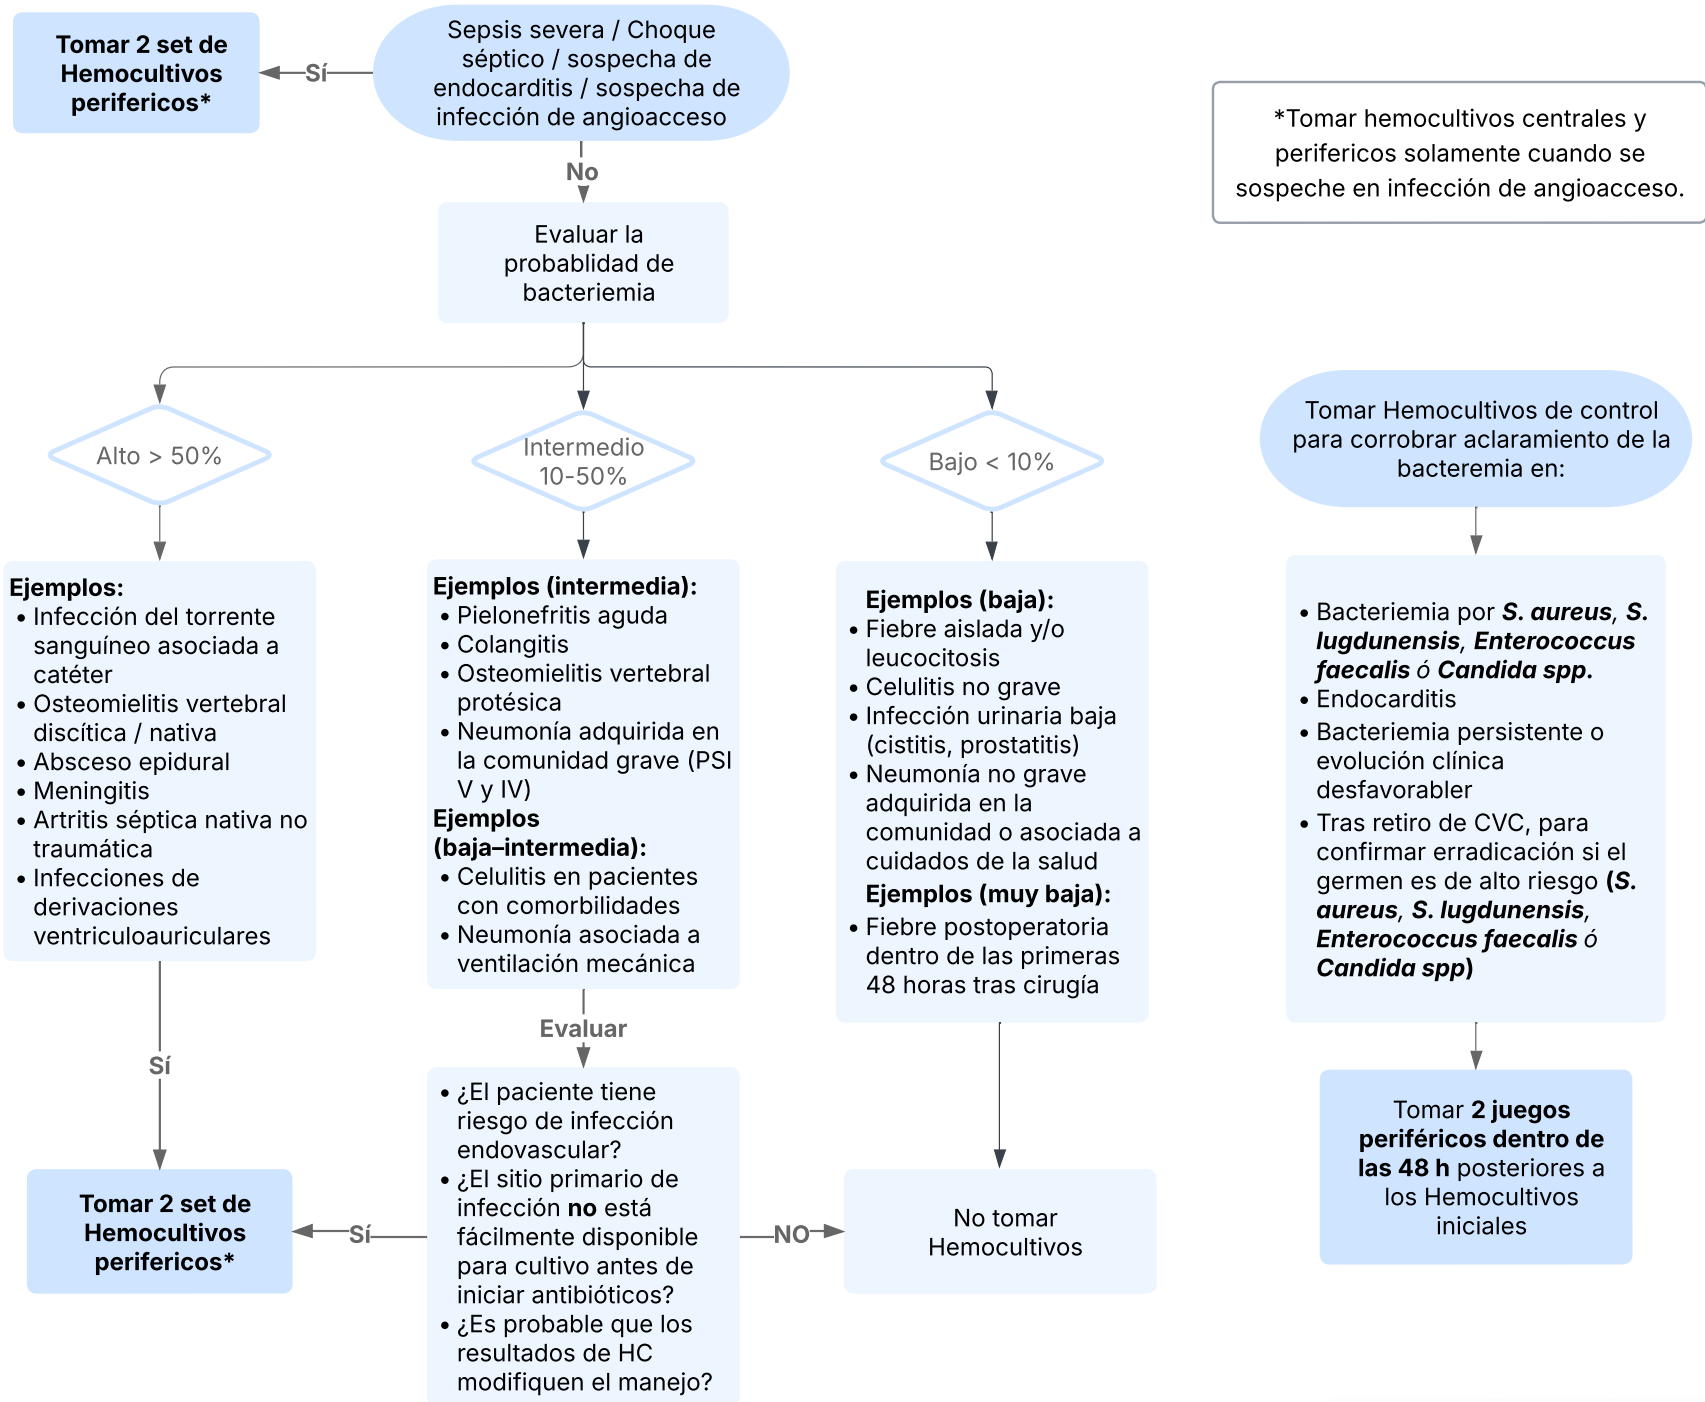 Tomar 2 set de
Hemocultivos
perifericos*
Sí
Sepsis severa / Choque
séptico / sospecha de
endocarditis / sospecha de
infección de angioacceso
No
*Tomar hemocultivos centrales y
perifericos solamente cuando se
sospeche en infección de angioacceso.
Evaluar la
probablidad de
bacteriemia
Alto > 50%
Intermedio
10-50%
Bajo < 10%
Ejemplos:
• Infección del torrente
sanguíneo asociada a
catéter
• Osteomielitis vertebral
discítica / nativa
• Absceso epidural
• Meningitis
• Artritis séptica nativa no
traumática
• Infecciones de
derivaciones
ventriculoauriculares
Sí
Tomar 2 set de
Hemocultivos
perifericos*
Ejemplos (intermedia):
• Pielonefritis aguda
• Colangitis
• Osteomielitis vertebral
protésica
• Neumonía adquirida en
la comunidad grave (PSI
V y IV)
Ejemplos
(baja–intermedia):
• Celulitis en pacientes
con comorbilidades
• Neumonía asociada a
ventilación mecánica
Evaluar
• ¿El paciente tiene
riesgo de infección
endovascular?
• ¿El sitio primario de
infección no está
fácilmente disponible
para cultivo antes de
iniciar antibióticos?
• ¿Es probable que los
resultados de HC
modifiquen el manejo?
Sí
NO
Ejemplos (baja):
• Fiebre aislada y/o
leucocitosis
• Celulitis no grave
• Infección urinaria baja
(cistitis, prostatitis)
• Neumonía no grave
adquirida en la
comunidad o asociada a
cuidados de la salud
Ejemplos (muy baja):
• Fiebre postoperatoria
dentro de las primeras
48 horas tras cirugía
No tomar
Hemocultivos
Tomar Hemocultivos de control
para corrobrar aclaramiento de la
bacteremia en:
• Bacteriemia por S. aureus, S.
lugdunensis, Enterococcus
faecalis ó Candida spp.
• Endocarditis
• Bacteriemia persistente o
evolución clínica
desfavorabler
• Tras retiro de CVC, para
confirmar erradicación si el
germen es de alto riesgo (S.
aureus, S. lugdunensis,
Enterococcus faecalis ó
Candida spp)
Tomar 2 juegos
periféricos dentro de
las 48 h posteriores a
los Hemocultivos
iniciales